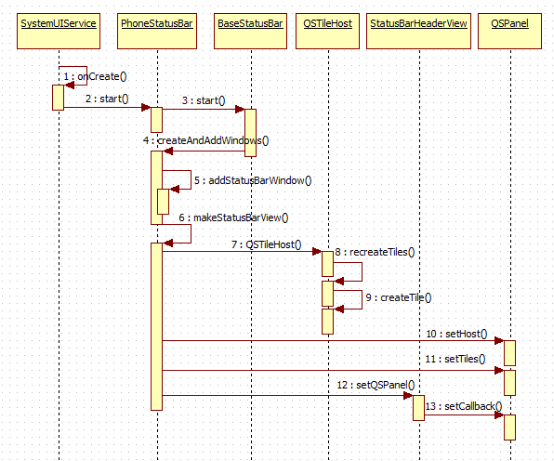 SystemUIService PhoneStatusBar BaseStatusBar QSTileHost StatusBarHeaderView QSPanel
1 : onCreate()
2 : start()
3 : start()
4 : createAndAddWindows()
5 : addStatusBarWindow()
6 : makeStatusBarView()
7 : QSTileHost()
8 : recreateTiles()
9 : createTile()
10 : setHost()
11 : setTiles()
12 : setQSPanel()
13 : setCallback()